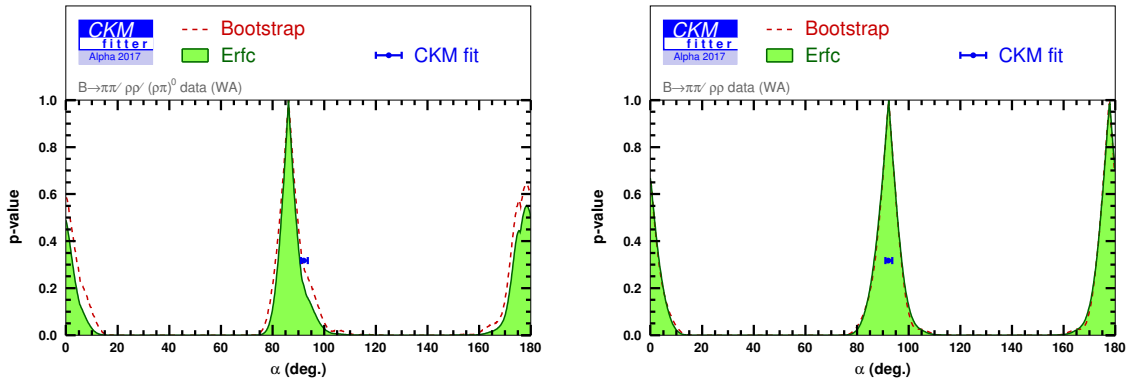 CKM
fitter
Alpha 2017
Bootstrap
Erfc
CKM fit
B→ππ⁄ ρρ⁄ (ρπ)⁰ data (WA)
1.0
0.8
0.6
0.4
0.2
0.0
p-value
0 20 40 60 80 100 120 140 160 180
α (deg.)
CKM
fitter
Alpha 2017
Bootstrap
Erfc
CKM fit
B→ππ⁄ ρρ data (WA)
1.0
0.8
0.6
0.4
0.2
0.0
p-value
0 20 40 60 80 100 120 140 160 180
α (deg.)